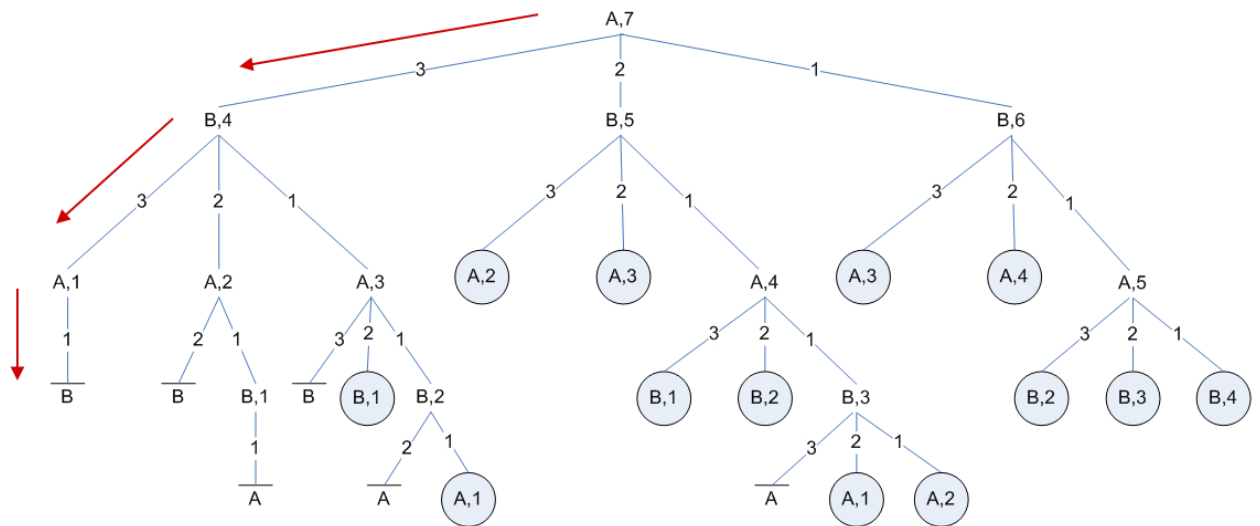 A,7
3 2 1
B,4 B,5 B,6
3 2 1 3 2 1 3 2 1
A,1 A,2 A,3 A,2 A,3 A,4 A,3 A,4 A,5
1 2 1 3 2 1 3 2 1 3 2 1
B B B,1 B B,1 B,2 B,1 B,2 B,3 B,2 B,3 B,4
1 2 1 3 2 1
A A A,1 A A,1 A,2